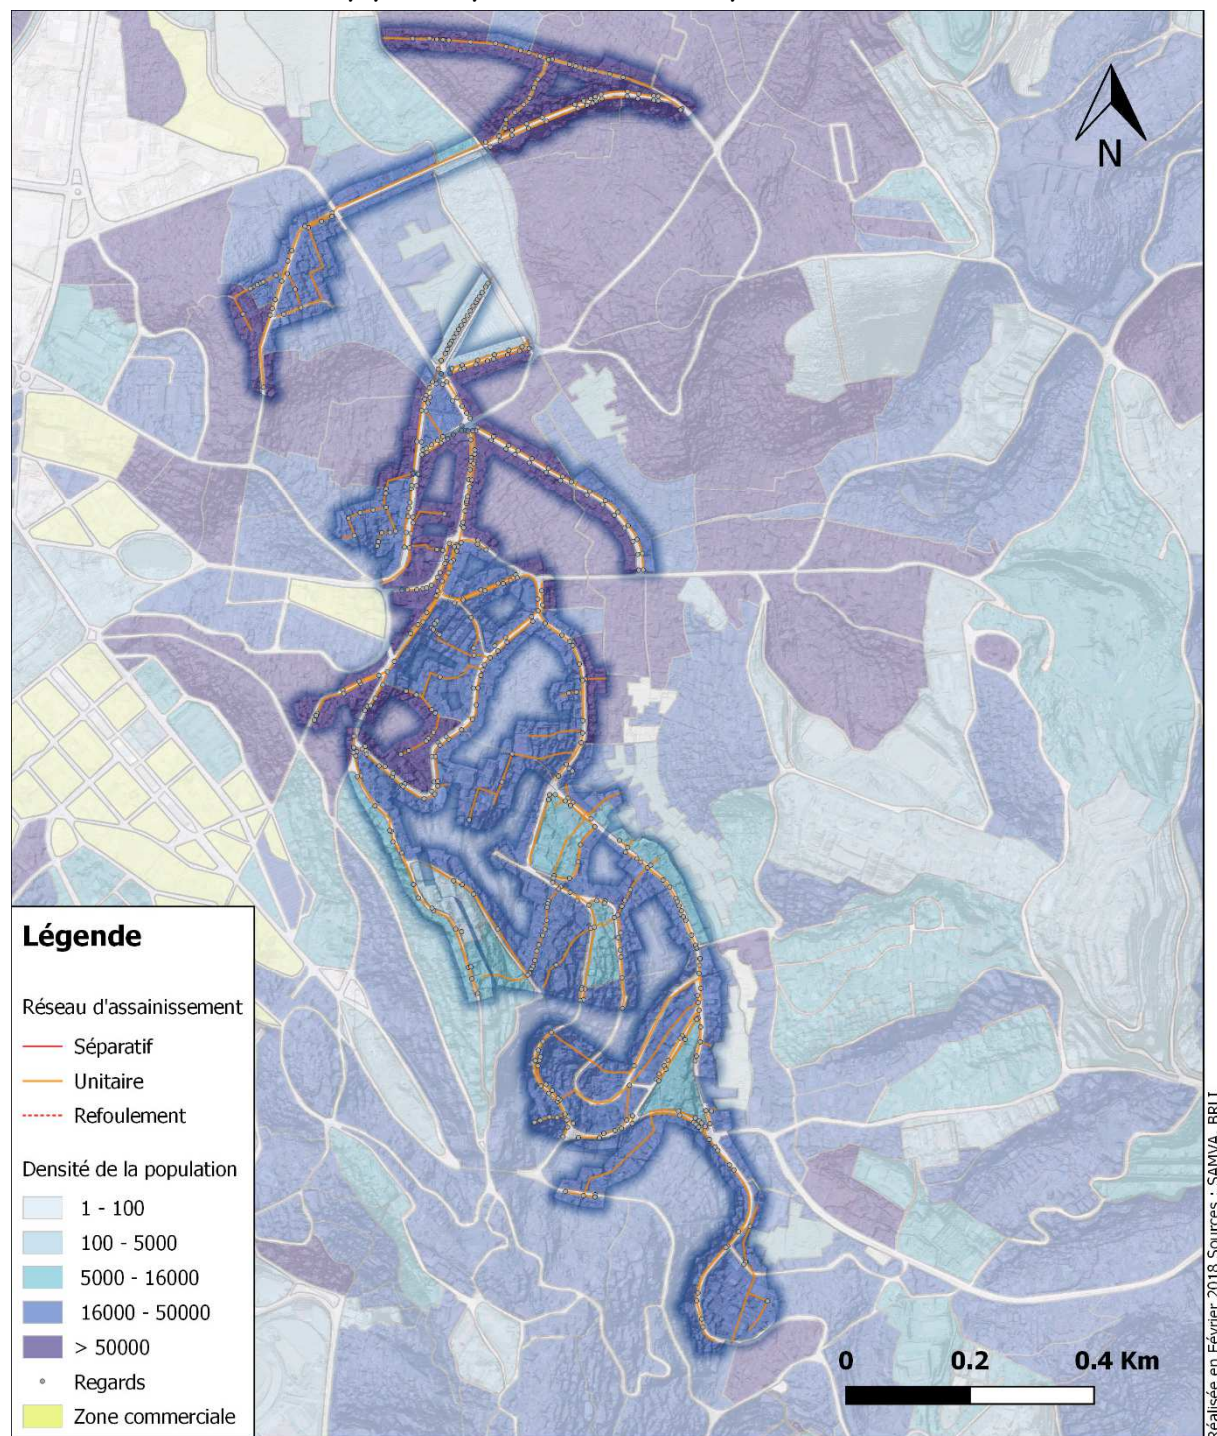 N
Légende
Réseau d'assainissement
Séparatif
Unitaire
Refoulement
Densité de la population
1 - 100
100 - 5000
5000 - 16000
16000 - 50000
> 50000
Regards
Zone commerciale
0 0.2 0.4 Km
Réalisée en Février 2018 Sources : SAMVA, BRLI